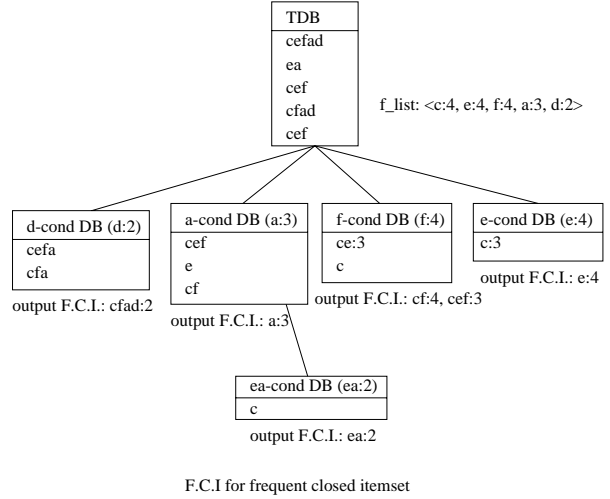 TDB
cefad
ea
cef
cfad
cef
f_list: <c:4, e:4, f:4, a:3, d:2>
d-cond DB (d:2)
cefa
cfa
output F.C.I.: cfad:2
a-cond DB (a:3)
cef
e
cf
output F.C.I.: a:3
f-cond DB (f:4)
ce:3
c
output F.C.I.: cf:4, cef:3
e-cond DB (e:4)
c:3
output F.C.I.: e:4
ea-cond DB (ea:2)
c
output F.C.I.: ea:2
F.C.I for frequent closed itemset